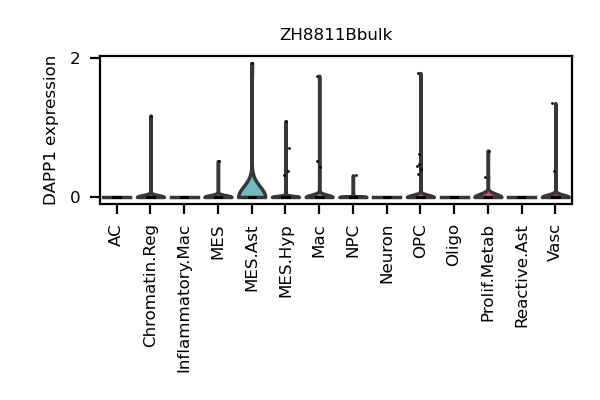 ZH8811Bbulk
DAPP1 expression
2
0
AC
Chromatin.Reg
Inflammatory.Mac
MES
MES.Ast
MES.Hyp
Mac
NPC
Neuron
OPC
Oligo
Prolif.Metab
Reactive.Ast
Vasc